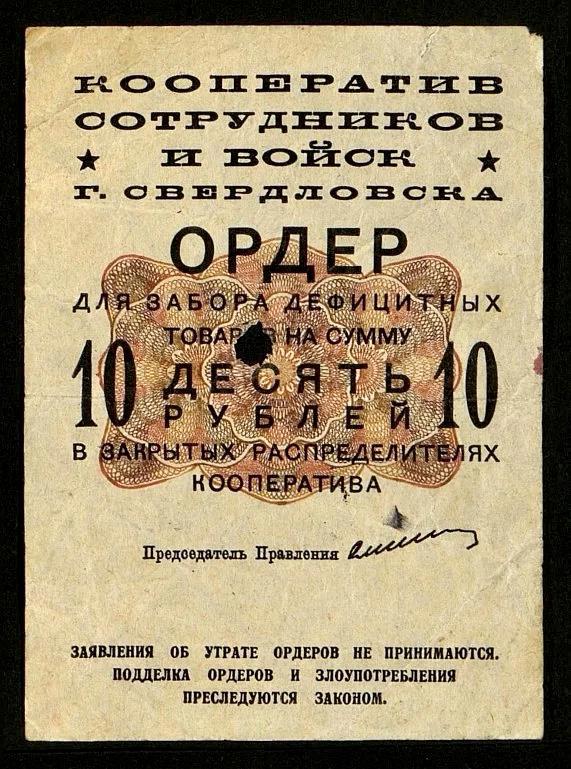 КООПЕРАТИВ
СОТРУДНИКОВ
★ И ВОЙСК ★
Г. СВЕРДЛОВСКА
ОРДЕР
ДЛЯ ЗАБОРА ДЕФИЦИТНЫХ
НА СУММУ
10 ДЕСЯТЬ 10
РУБЛЕЙ
В ЗАКРЫТЫХ РАСПРЕДЕЛИТЕЛЯХ
КООПЕРАТИВА
Председатель Правления
ЗАЯВЛЕНИЯ ОБ УТРАТЕ ОРДЕРОВ НЕ ПРИНИМАЮТСЯ.
ПОДДЕЛКА ОРДЕРОВ И ЗЛОУПОТРЕБЛЕНИЯ
ПРЕСЛЕДУЮТСЯ ЗАКОНОМ.